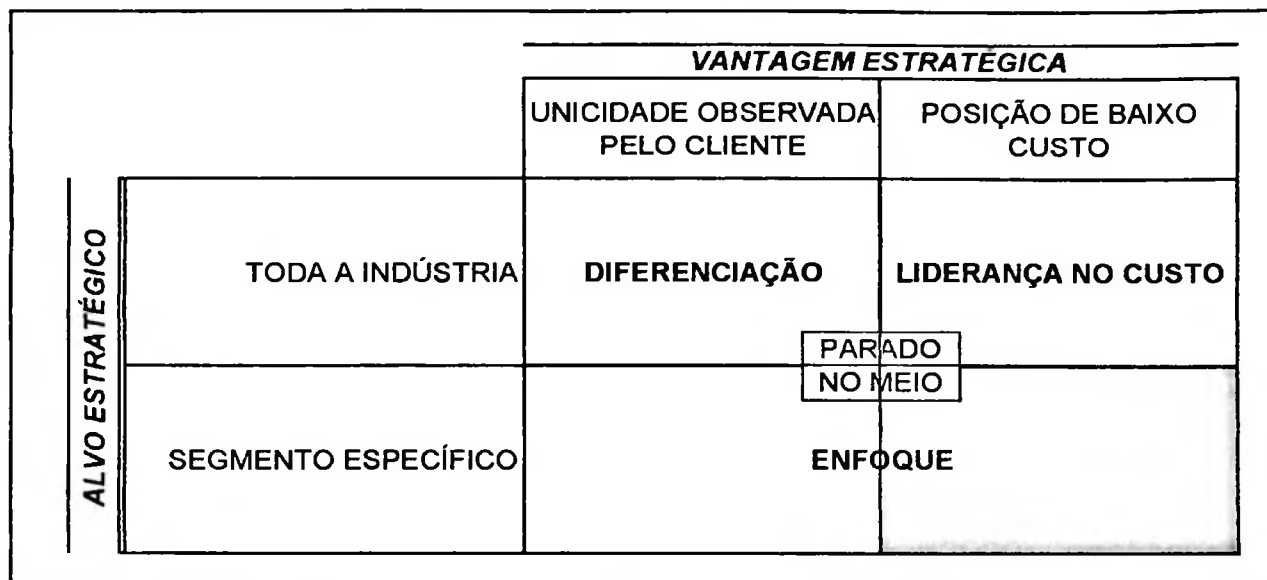 VANTAGEM ESTRATÉGICA
UNICIDADE OBSERVADA
PELO CLIENTE
POSIÇÃO DE BAIXO
CUSTO
ALVO ESTRATÉGICO
TODA A INDÚSTRIA
DIFERENCIAÇÃO
LIDERANÇA NO CUSTO
PARADO
NO MEIO
SEGMENTO ESPECÍFICO
ENFOQUE